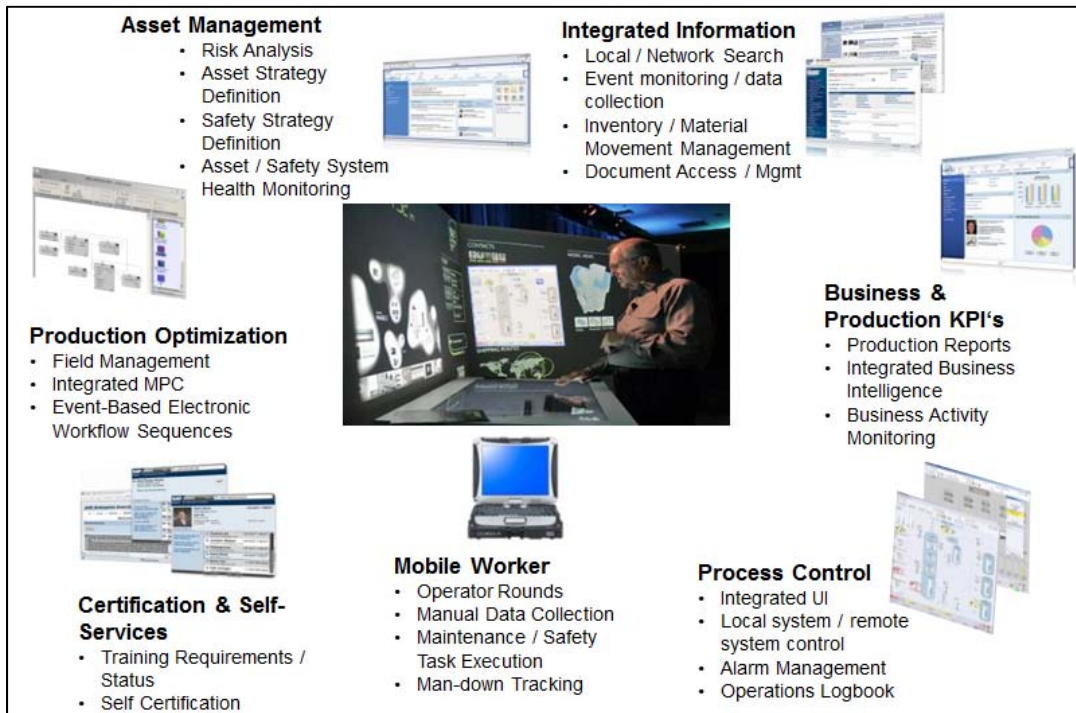 Asset Management
• Risk Analysis
• Asset Strategy
Definition
• Safety Strategy
Definition
• Asset / Safety System
Health Monitoring
Integrated Information
• Local / Network Search
• Event monitoring / data
collection
• Inventory / Material
Movement Management
• Document Access / Mgmt
Production Optimization
• Field Management
• Integrated MPC
• Event-Based Electronic
Workflow Sequences
CONTACTS
Business &
Production KPI‘s
• Production Reports
• Integrated Business
Intelligence
• Business Activity
Monitoring
Certification & Self-
Services
• Training Requirements /
Status
• Self Certification
Mobile Worker
• Operator Rounds
• Manual Data Collection
• Maintenance / Safety
Task Execution
• Man-down Tracking
Process Control
• Integrated UI
• Local system / remote
system control
• Alarm Management
• Operations Logbook